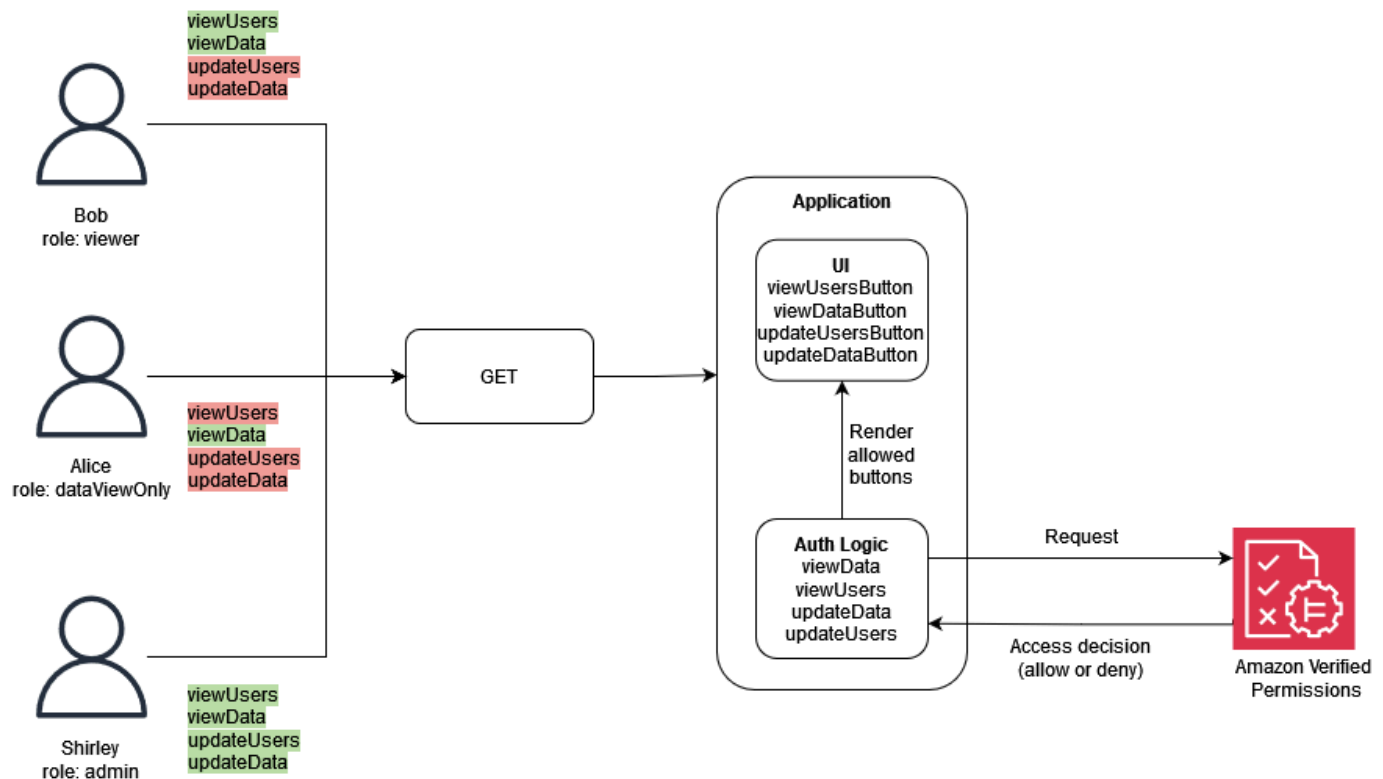 viewUsers
viewData
updateUsers
updateData
Bob
role: viewer
viewUsers
viewData
updateUsers
updateData
Alice
role: dataViewOnly
viewUsers
viewData
updateUsers
updateData
Shirley
role: admin
GET
Application
UI
viewUsersButton
viewDataButton
updateUsersButton
updateDataButton
Render
allowed
buttons
Auth Logic
viewData
viewUsers
updateData
updateUsers
Request
Access decision
(allow or deny)
Amazon Verified
Permissions